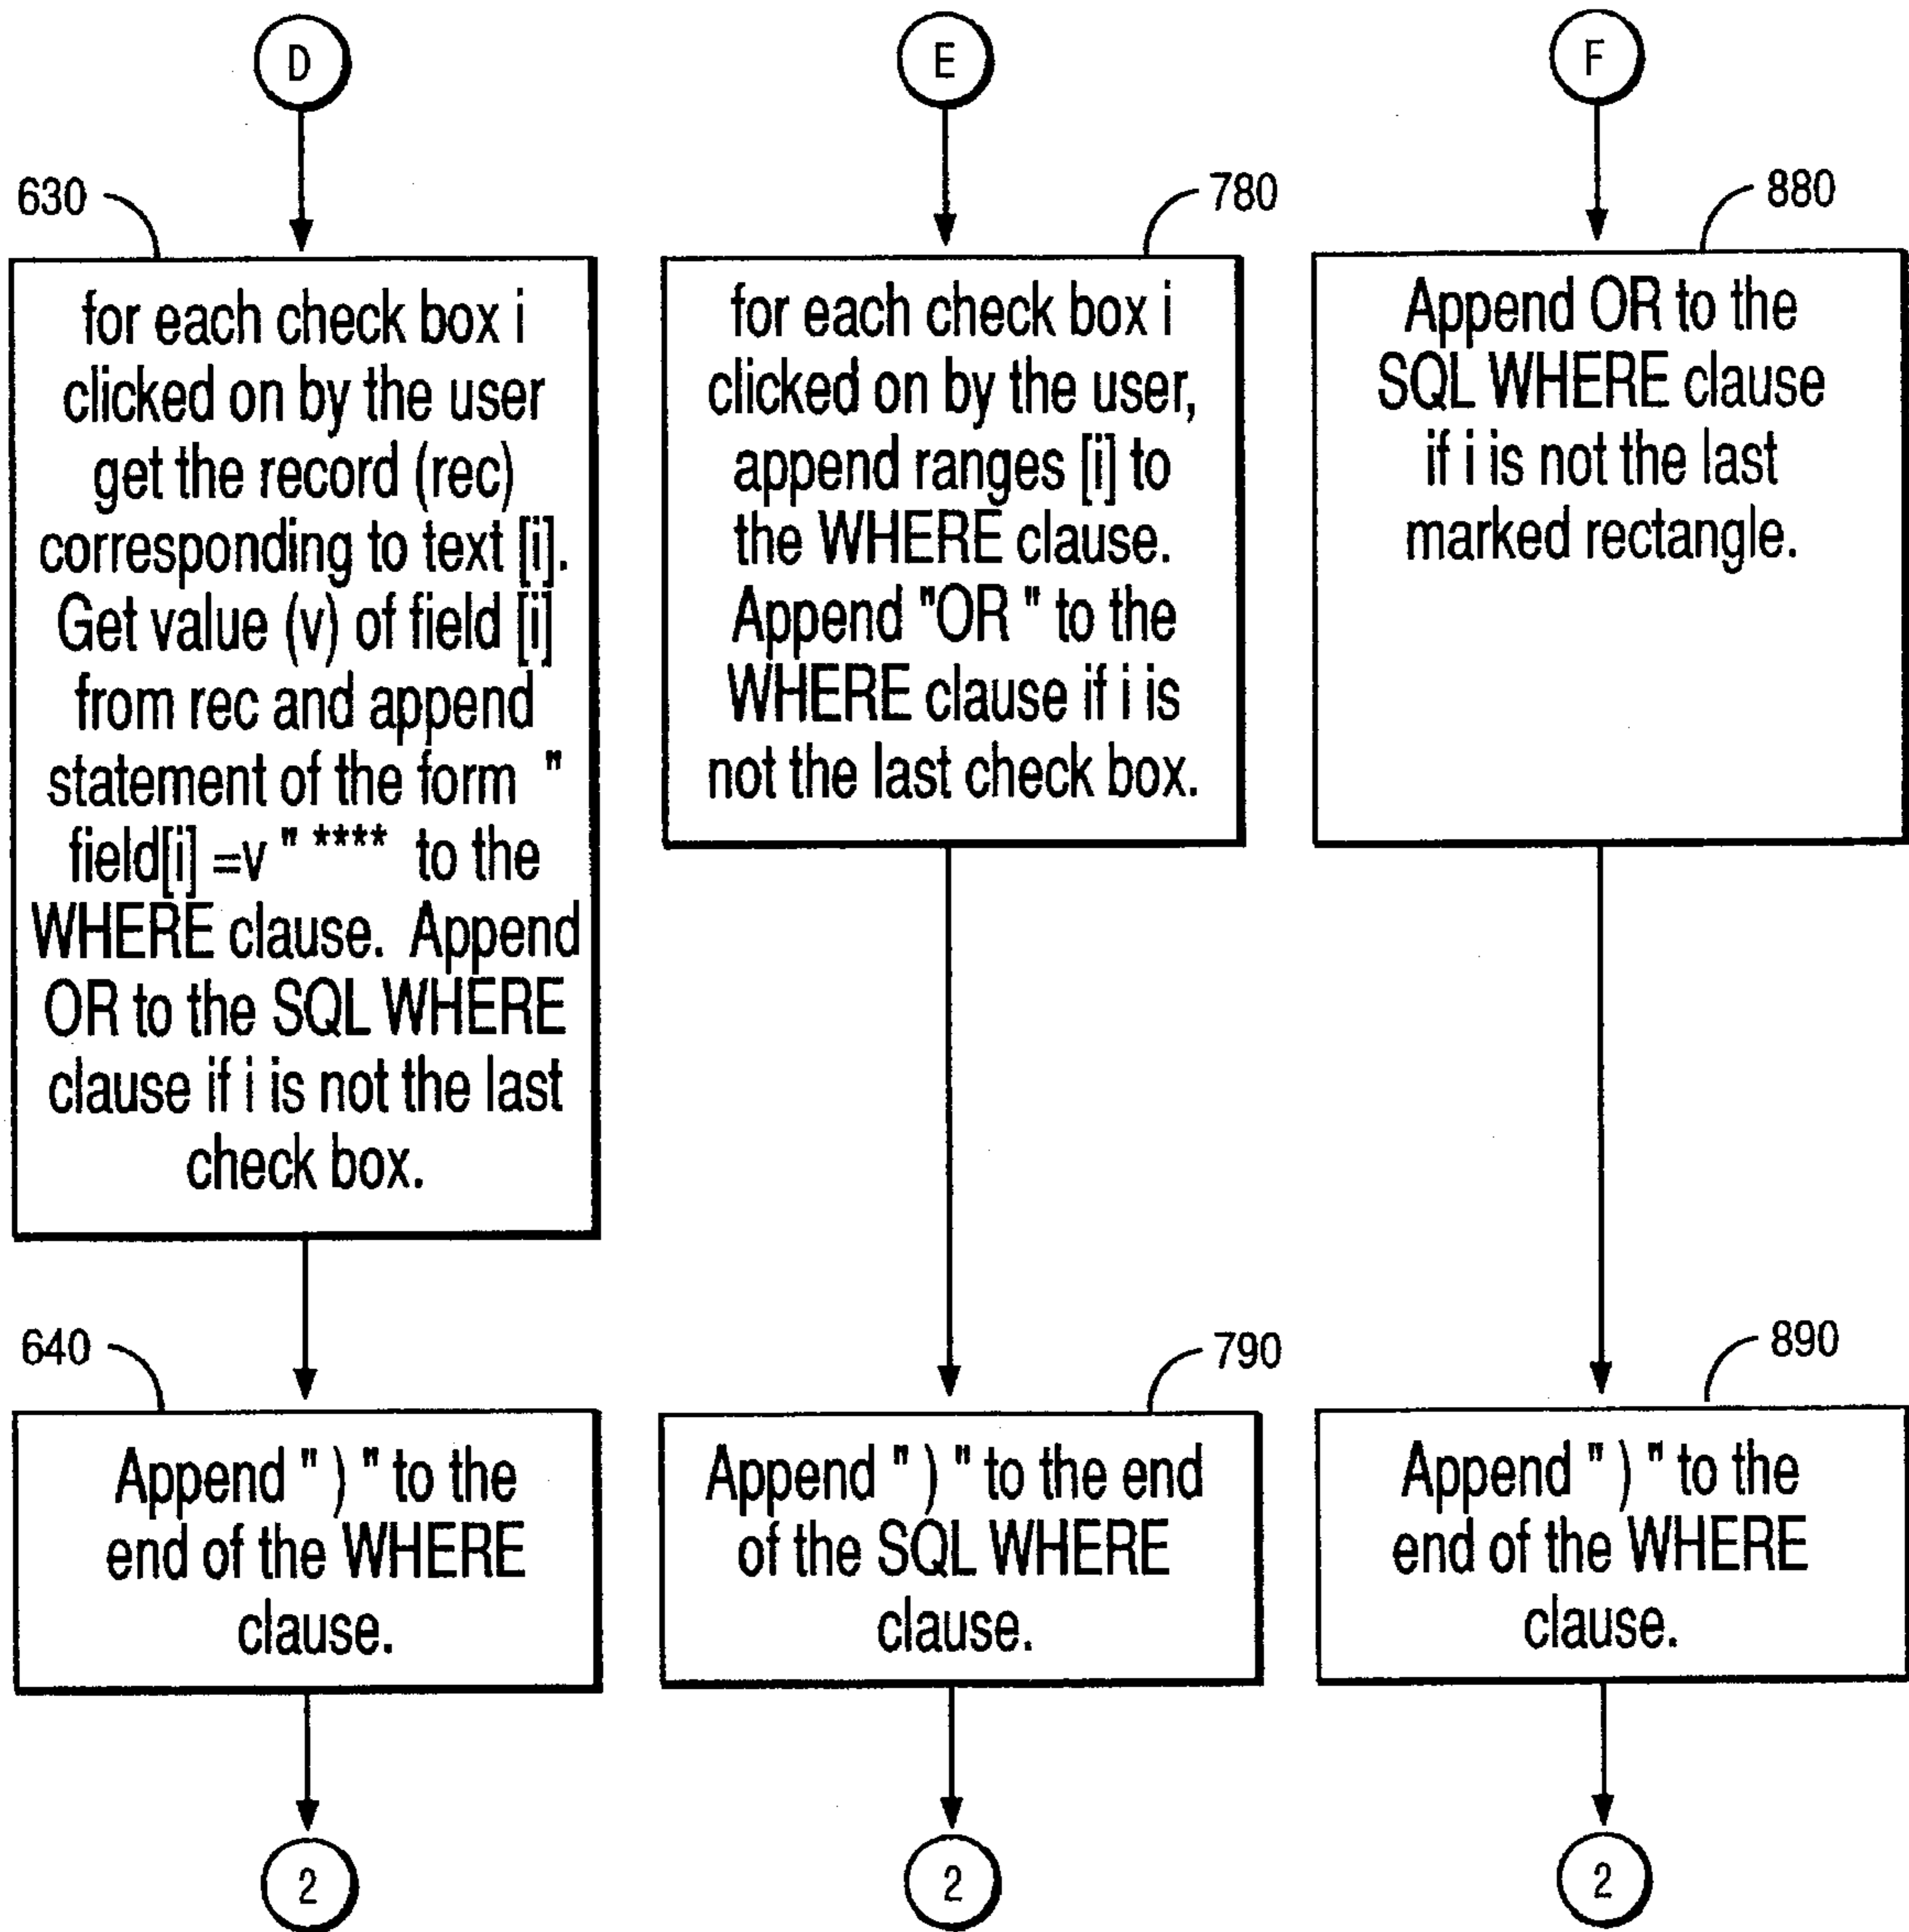 D
630
for each check box i
clicked on by the user
get the record (rec)
corresponding to text [i].
Get value (v) of field [i]
from rec and append
statement of the form "
field[i] =v " **** to the
WHERE clause. Append
OR to the SQL WHERE
clause if i is not the last
check box.
640
Append " ) " to the
end of the WHERE
clause.
2
E
780
for each check box i
clicked on by the user,
append ranges [i] to
the WHERE clause.
Append "OR " to the
WHERE clause if i is
not the last check box.
790
Append " ) " to the end
of the SQL WHERE
clause.
2
F
880
Append OR to the
SQL WHERE clause
if i is not the last
marked rectangle.
890
Append " ) " to the
end of the WHERE
clause.
2